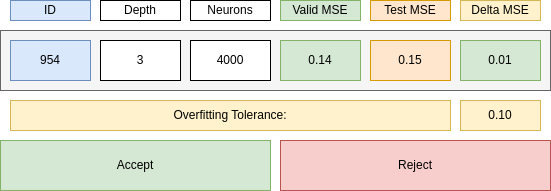 ID Depth Neurons Valid MSE Test MSE Delta MSE
954 3 4000 0.14 0.15 0.01
Overfitting Tolerance: 0.10
Accept Reject